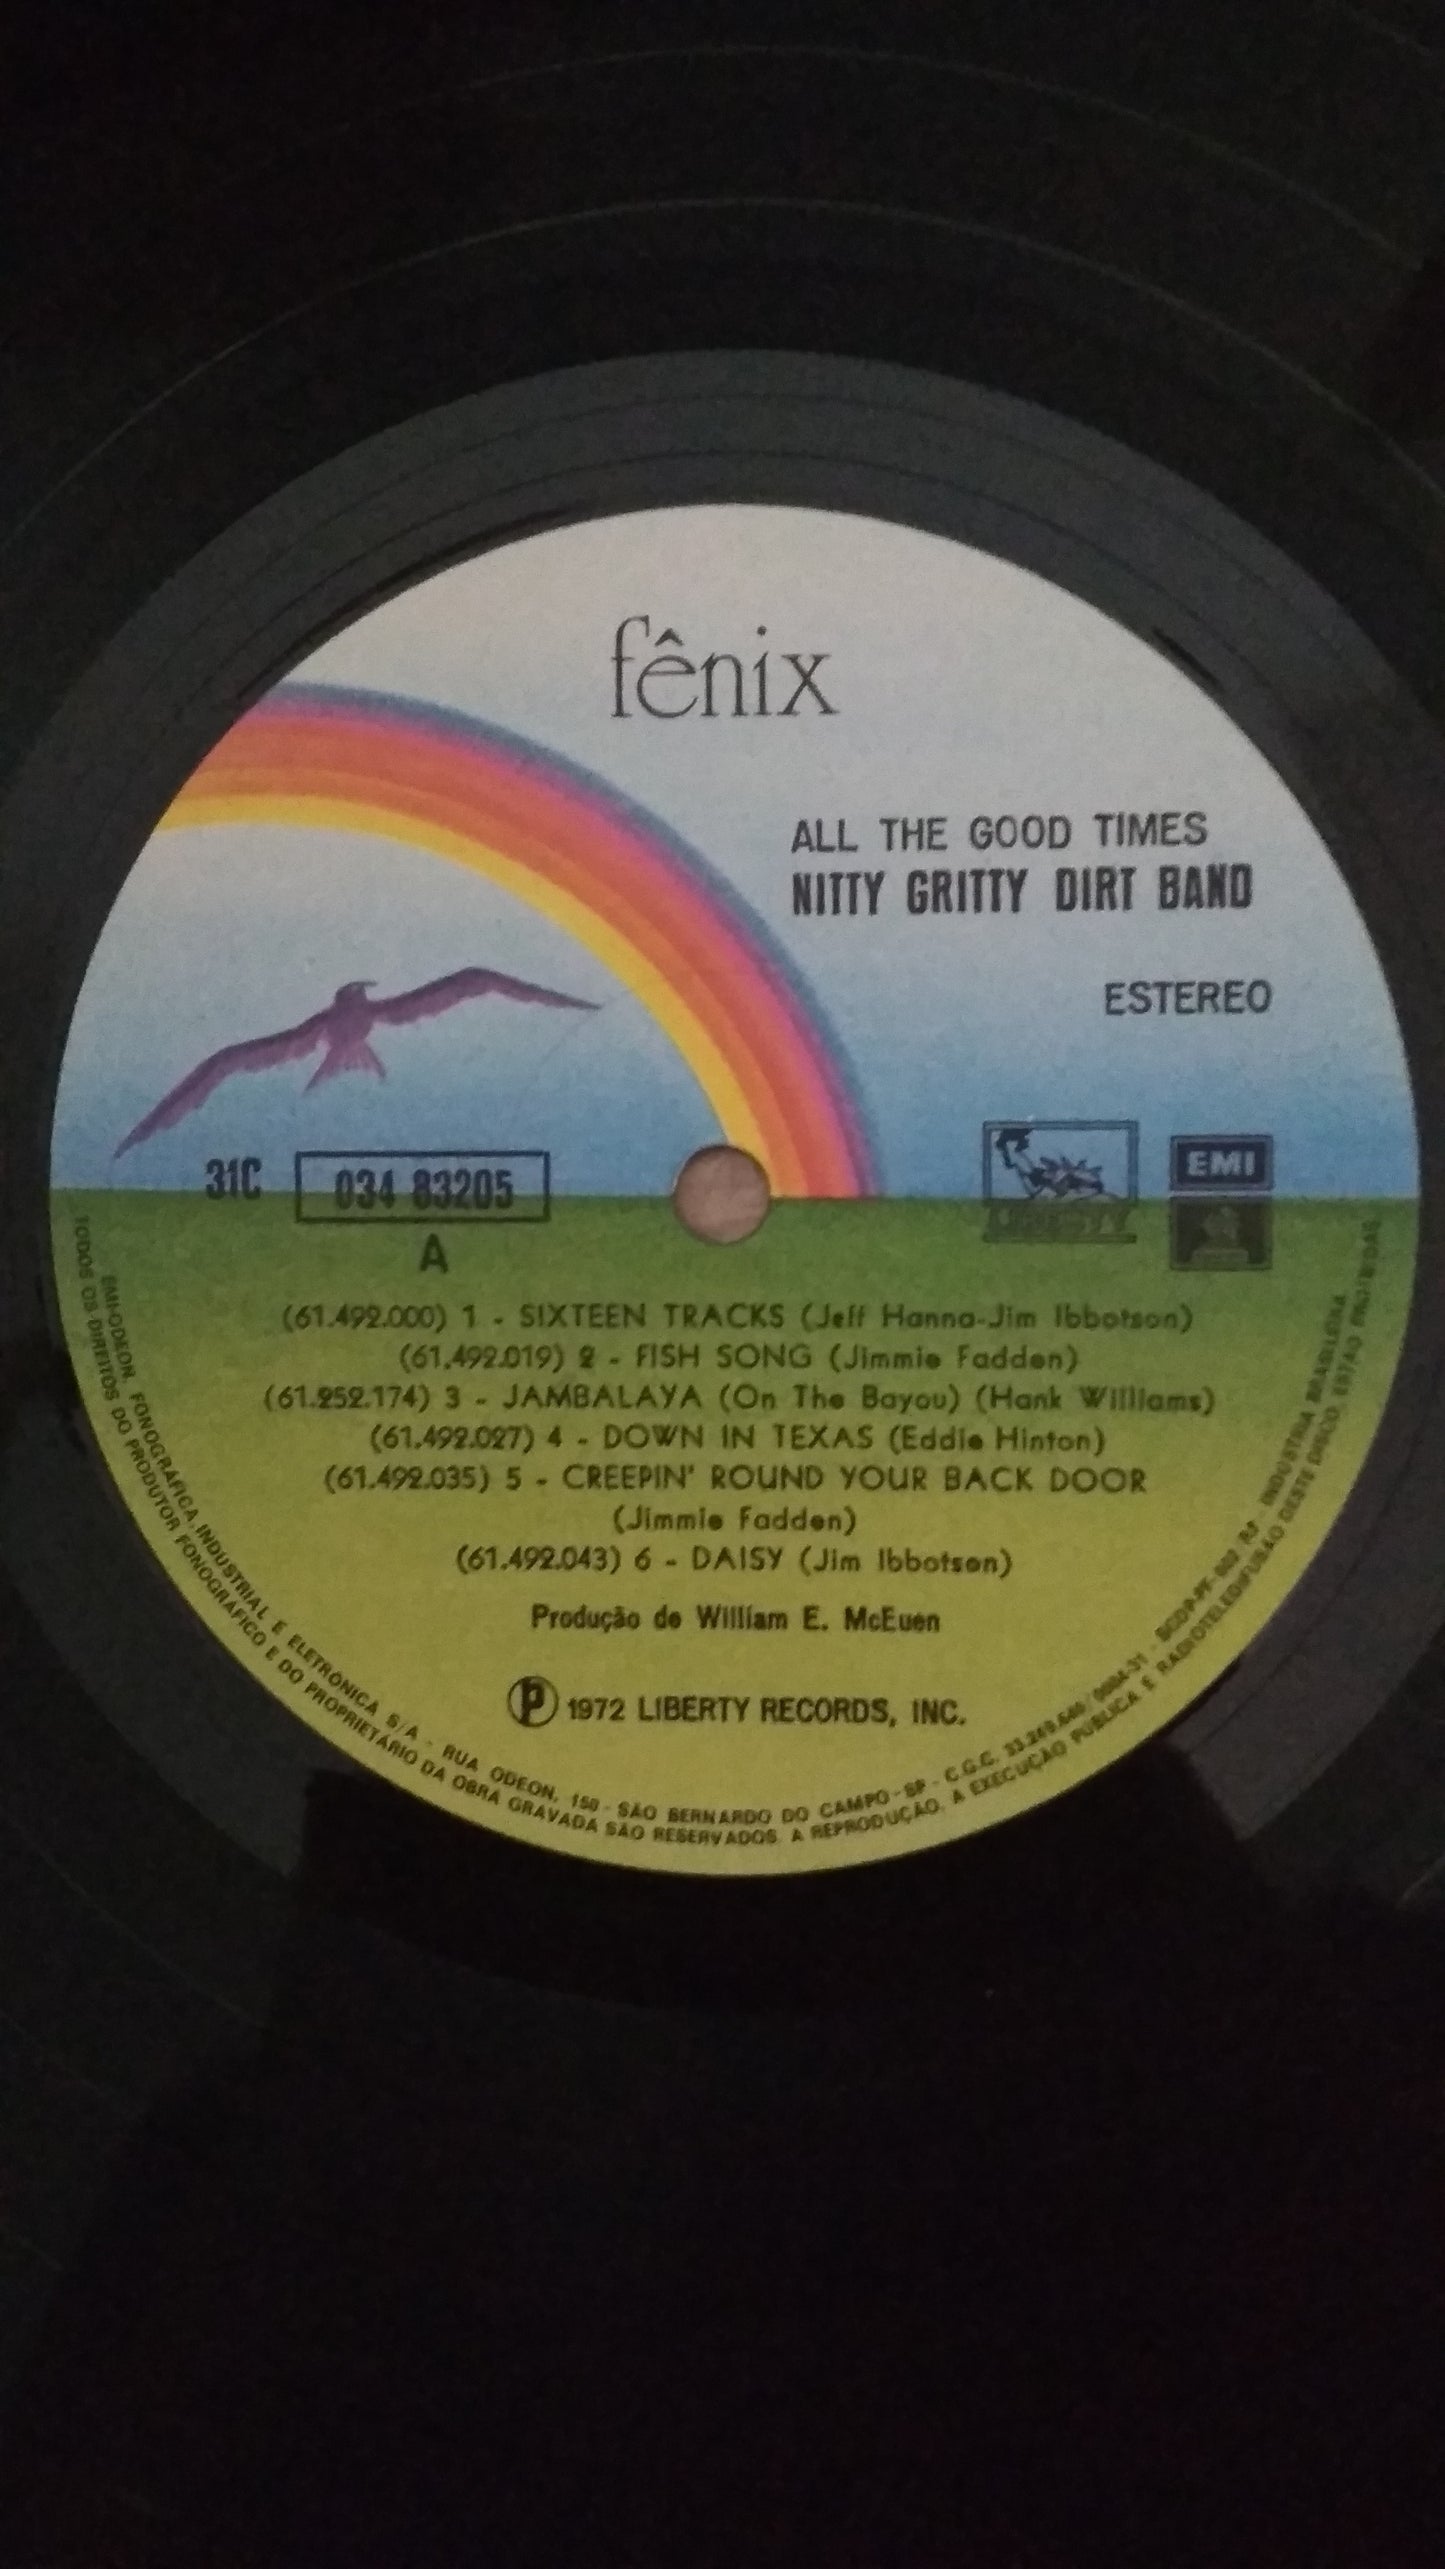 fênix
ALL THE GOOD TIMES
NITTY GRITTY DIRT BAND
ESTEREO
31C 034 83205
A
LIBERTY
EMI
(61.492.000) 1 - SIXTEEN TRACKS (Jeff Hanna-Jim Ibbotson)
(61.492.019) 2 - FISH SONG (Jimmie Fadden)
(61.252.174) 3 - JAMBALAYA (On The Bayou) (Hank Williams)
(61.492.027) 4 - DOWN IN TEXAS (Eddie Hinton)
(61.492.035) 5 - CREEPIN' ROUND YOUR BACK DOOR
(Jimmie Fadden)
(61.492.043) 6 - DAISY (Jim Ibbotson)
Produção de William E. McEuen
Ⓟ 1972 LIBERTY RECORDS, INC.
EMI-ODEON FONOGRÁFICA, INDUSTRIAL E ELETRÔNICA S/A - RUA ODEON, 150 - SÃO BERNARDO DO CAMPO - SP - C.G.C. - SCDP-PF- RJ - INDÚSTRIA BRASILEIRA
TODOS OS DIREITOS DO PRODUTOR FONOGRÁFICO E DO PROPRIETÁRIO DA OBRA GRAVADA SÃO RESERVADOS. A REPRODUÇÃO, A EXECUÇÃO PÚBLICA E RADIOTELEDIFUSÃO DESTE DISCO, ESTÃO PROIBIDAS